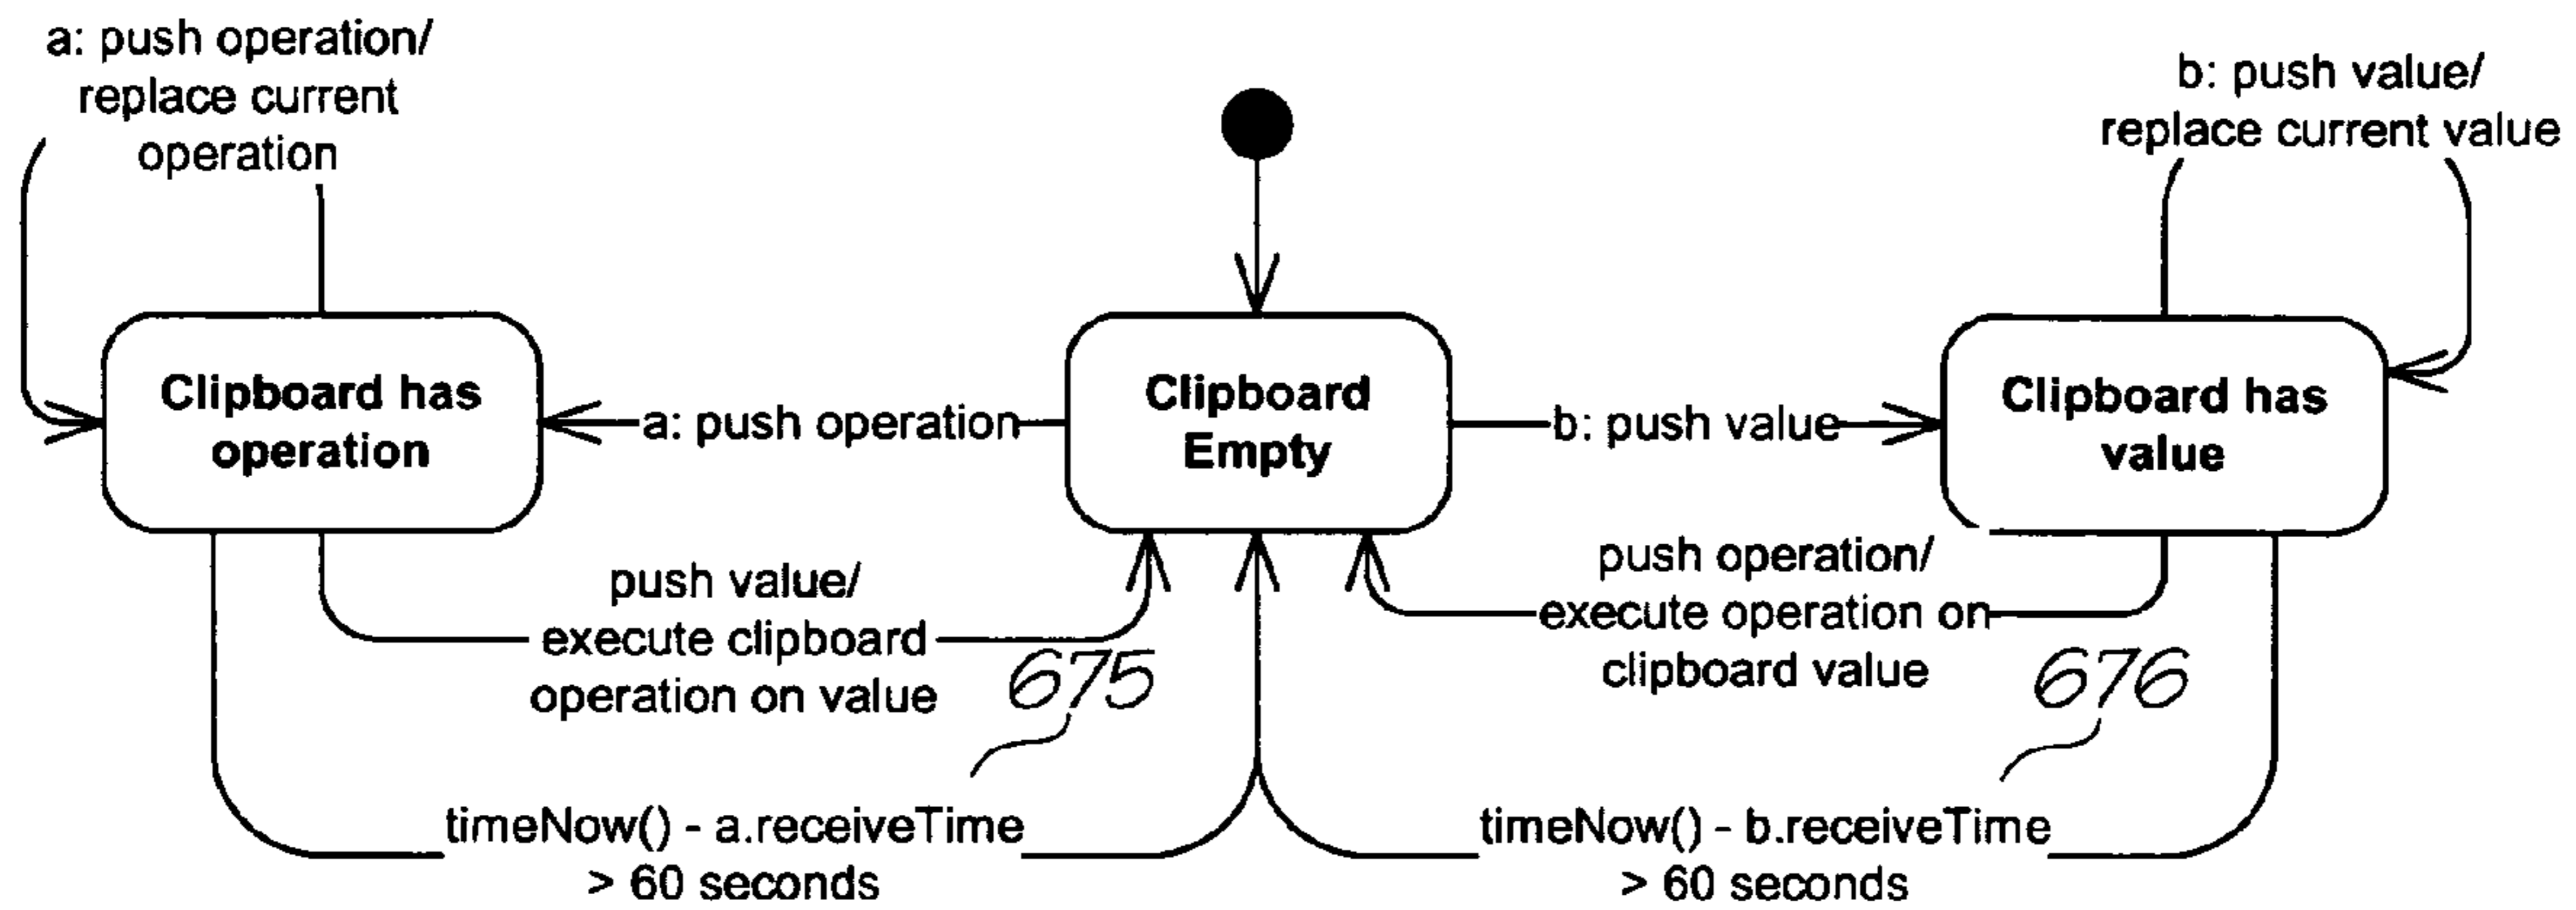 a: push operation/
replace current
operation
b: push value/
replace current value
Clipboard has
operation
a: push operation
Clipboard
Empty
b: push value
Clipboard has
value
push value/
execute clipboard
operation on value
675
push operation/
execute operation on
clipboard value
676
timeNow() - a.receiveTime
> 60 seconds
timeNow() - b.receiveTime
> 60 seconds